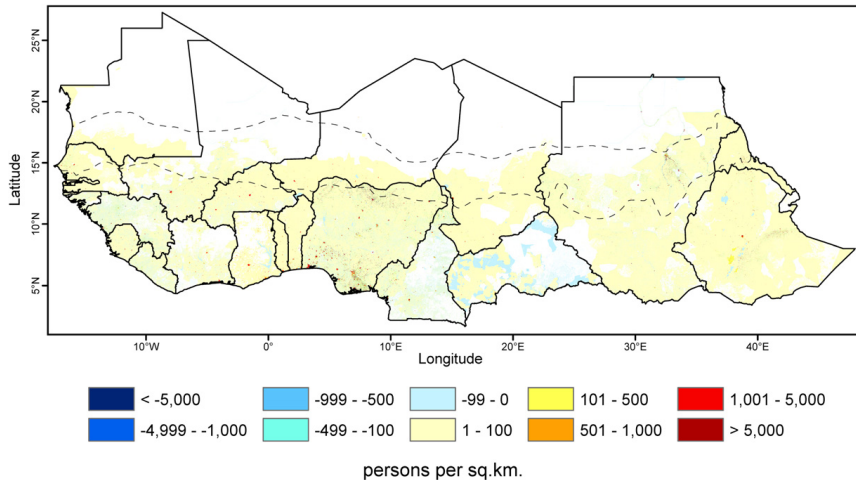 25°N
20°N
15°N
10°N
5°N
Latitude
10°W 0° 10°E 20°E 30°E 40°E
Longitude
< -5,000 -999 - -500 -99 - 0 101 - 500 1,001 - 5,000
-4,999 - -1,000 -499 - -100 1 - 100 501 - 1,000 > 5,000
persons per sq.km.